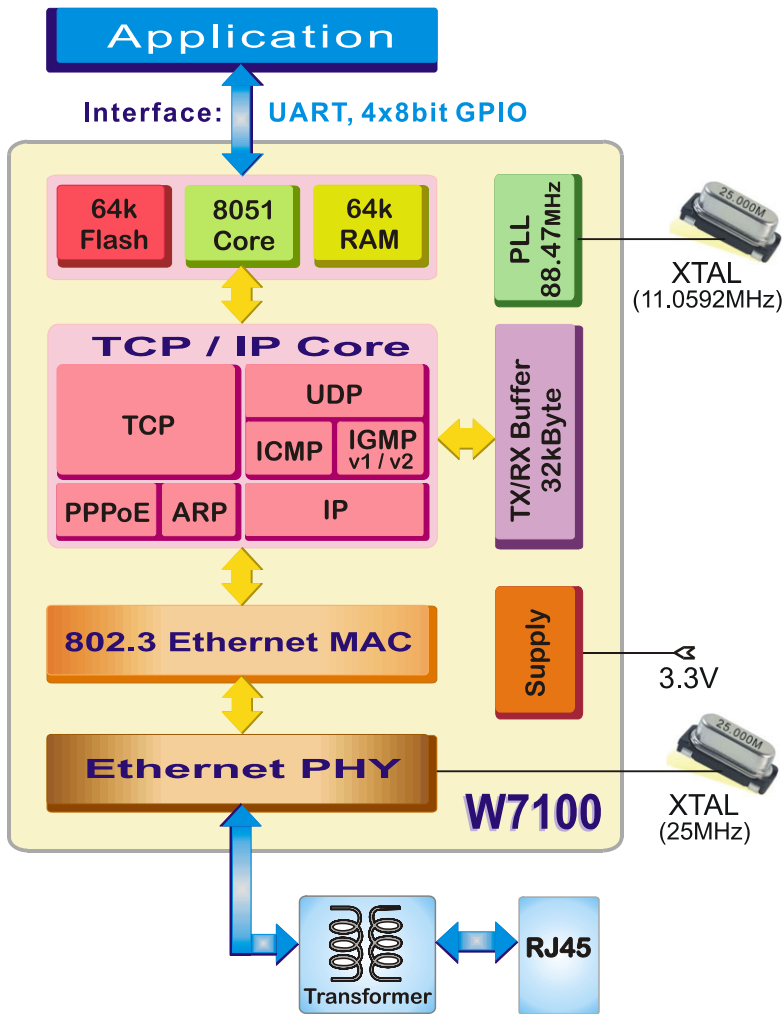 Application
Interface: UART, 4x8bit GPIO
64k
Flash
8051
Core
64k
RAM
PLL
88.47MHz
25.000M
XTAL
(11.0592MHz)
TCP / IP Core
TCP
UDP
ICMP
IGMP
v1 / v2
PPPoE
ARP
IP
TX/RX Buffer
32kByte
802.3 Ethernet MAC
Supply
3.3V
Ethernet PHY
25.000M
XTAL
(25MHz)
W7100
Transformer
RJ45